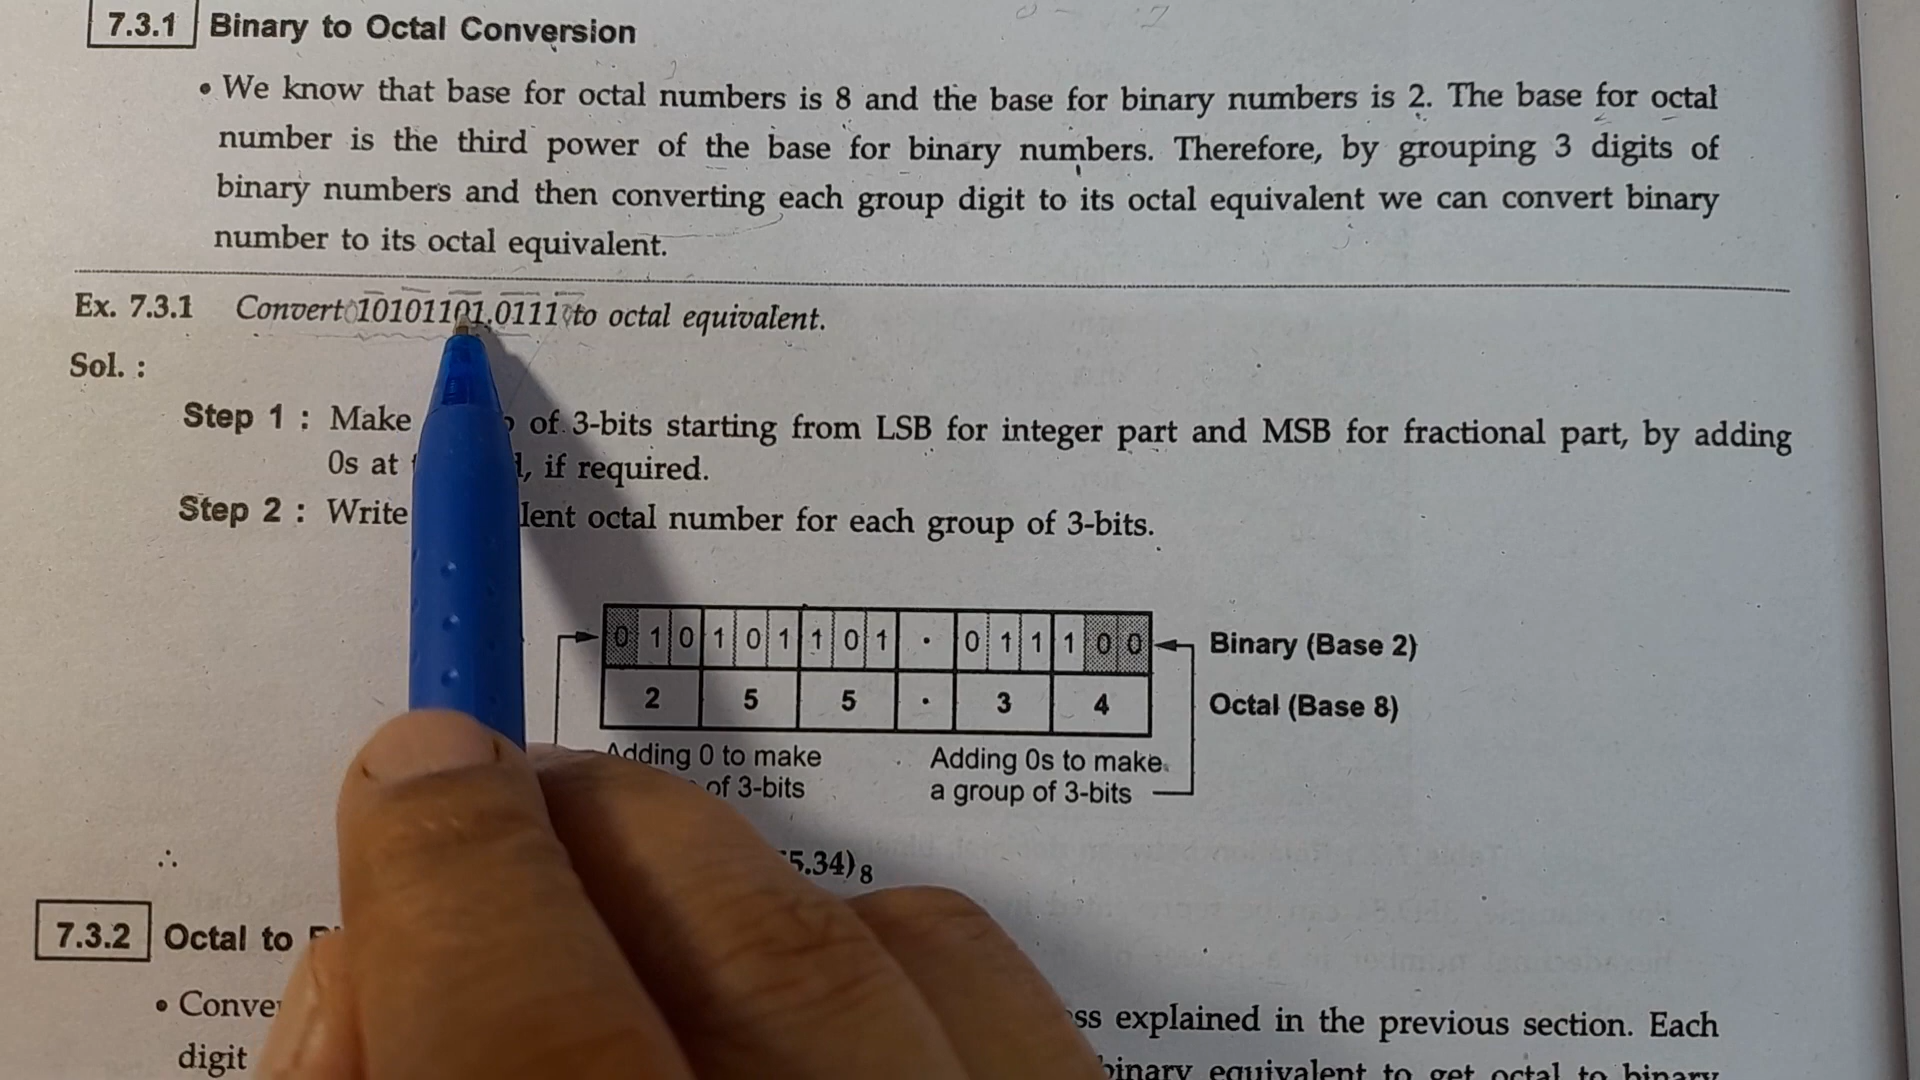 7.3.1 Binary to Octal Conversion
• We know that base for octal numbers is 8 and the base for binary numbers is 2. The base for octal
number is the third power of the base for binary numbers. Therefore, by grouping 3 digits of
binary numbers and then converting each group digit to its octal equivalent we can convert binary
number to its octal equivalent.
Ex. 7.3.1 Convert 10101101.0111 to octal equivalent.
Sol. :
Step 1 : Make of 3-bits starting from LSB for integer part and MSB for fractional part, by adding
0s at if required.
Step 2 : Write octal number for each group of 3-bits.
0 1 0 1 0 1 1 0 1 . 0 1 1 1 0 0 Binary (Base 2)
2 5 5 . 3 4 Octal (Base 8)
Adding 0 to make Adding 0s to make
of 3-bits a group of 3-bits
∴ 5.34)8
7.3.2 Octal to
• explained in the previous section. Each
digit binary equivalent to get octal to binary